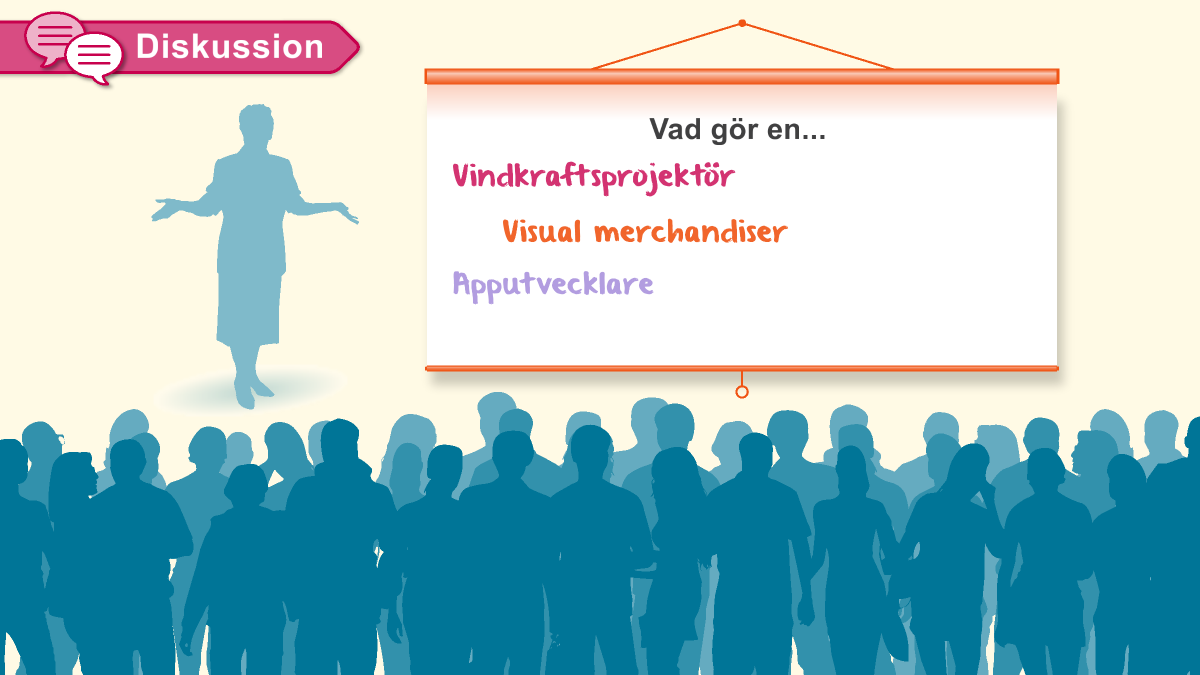 Diskussion
Vad gör en...
Vindkraftsprojektör
Visual merchandiser
Apputvecklare